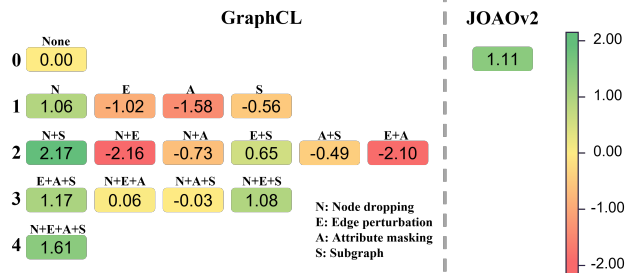 GraphCL JOAOv2
None
0 0.00 1.11
N E A S
1 1.06 -1.02 -1.58 -0.56
N+S N+E N+A E+S A+S E+A
2 2.17 -2.16 -0.73 0.65 -0.49 -2.10
E+A+S N+E+A N+A+S N+E+S
3 1.17 0.06 -0.03 1.08
N+E+A+S
4 1.61
N: Node dropping
E: Edge perturbation
A: Attribute masking
S: Subgraph
2.00
1.00
0.00
-1.00
-2.00